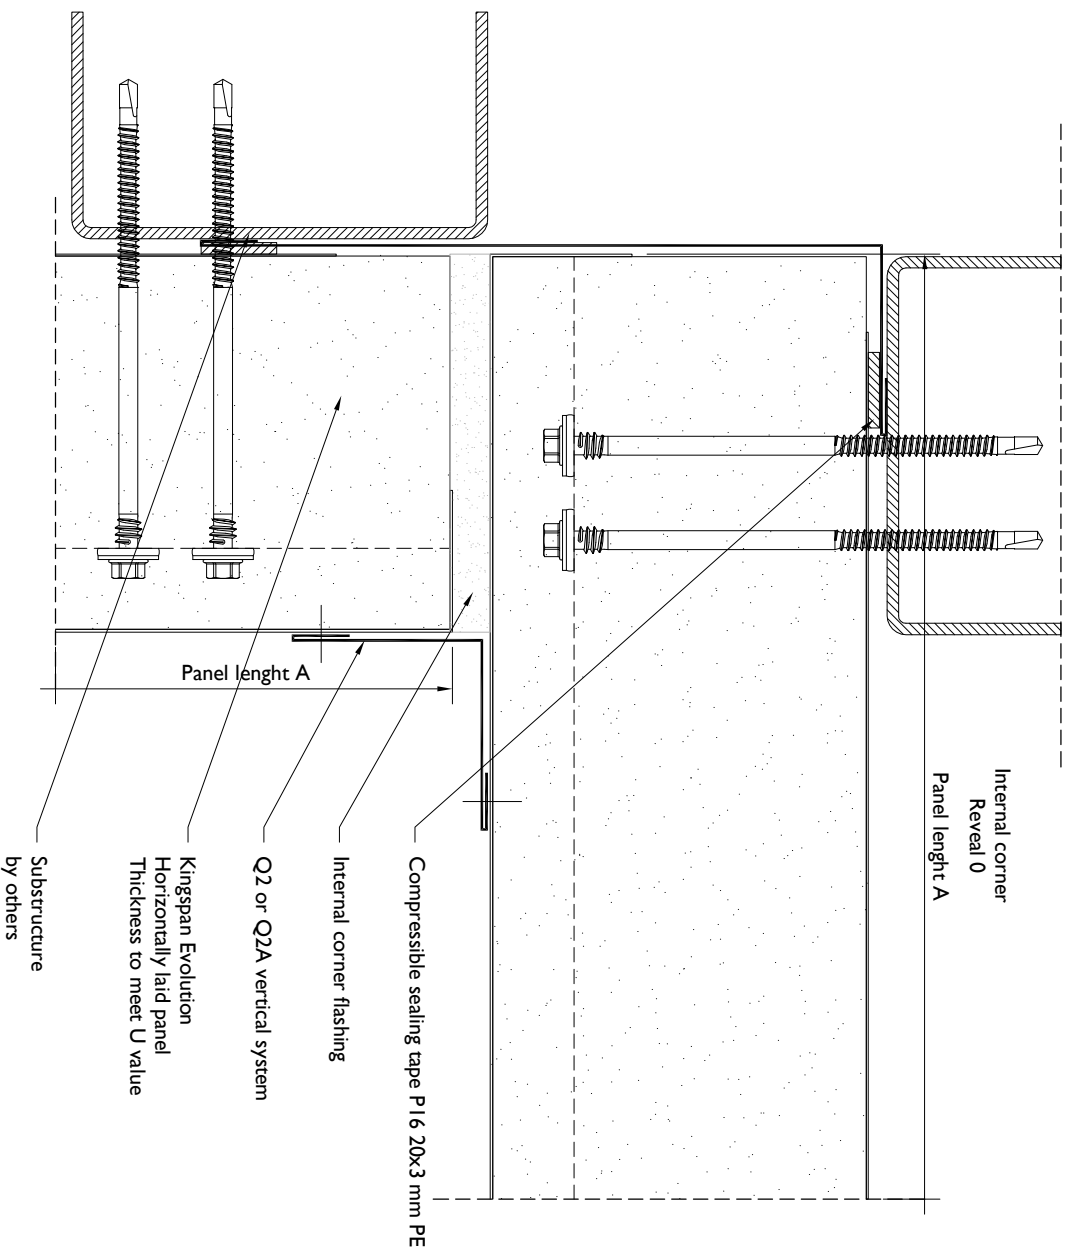 Internal corner
Reveal 0
Panel lenght A
Panel lenght A
Compressible sealing tape P16 20x3 mm PE
Internal corner flashing
Q2 or Q2A vertical system
Kingspan Evolution
Horizontally laid panel
Thickness to meet U value
Substructure
by others